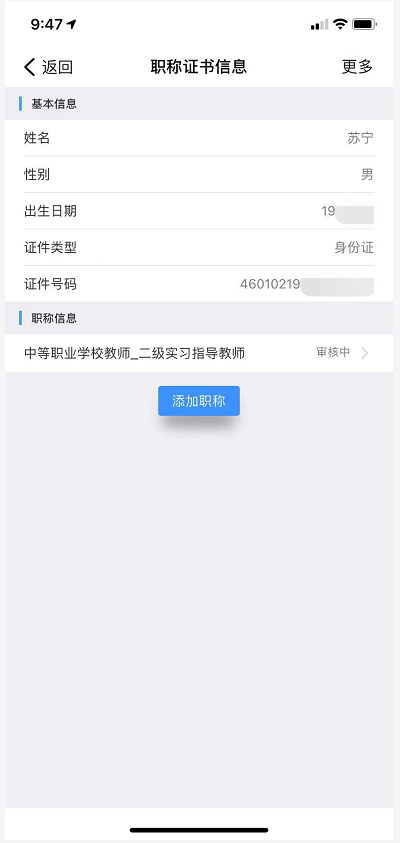 9:47
返回 职称证书信息 更多
基本信息
姓名 苏宁
性别 男
出生日期 19
证件类型 身份证
证件号码 46010219
职称信息
中等职业学校教师_二级实习指导教师 审核中
添加职称